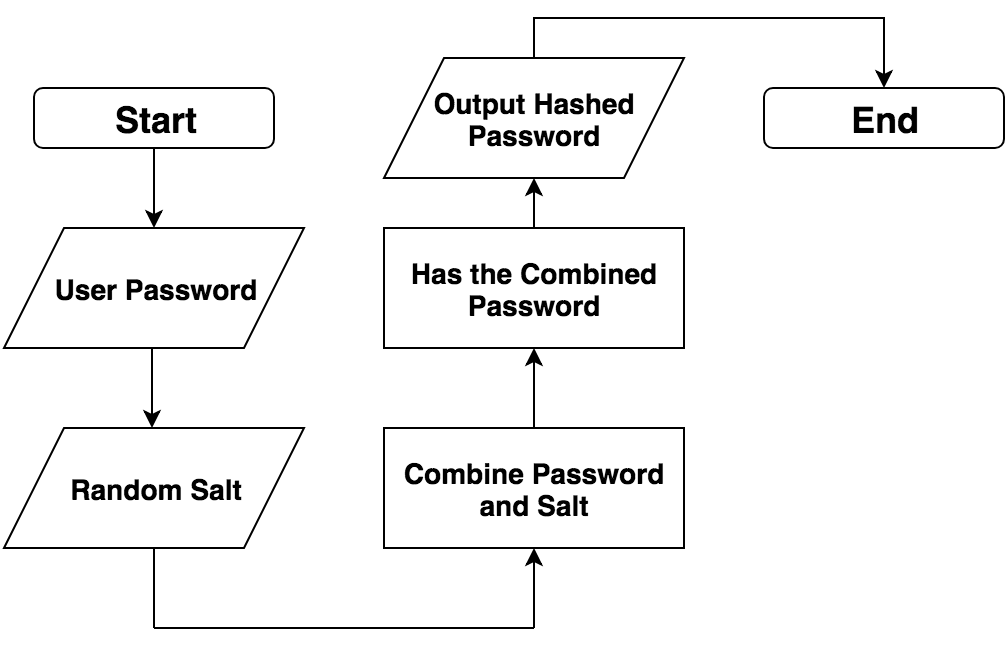 Start
User Password
Random Salt
Combine Password
and Salt
Has the Combined
Password
Output Hashed
Password
End